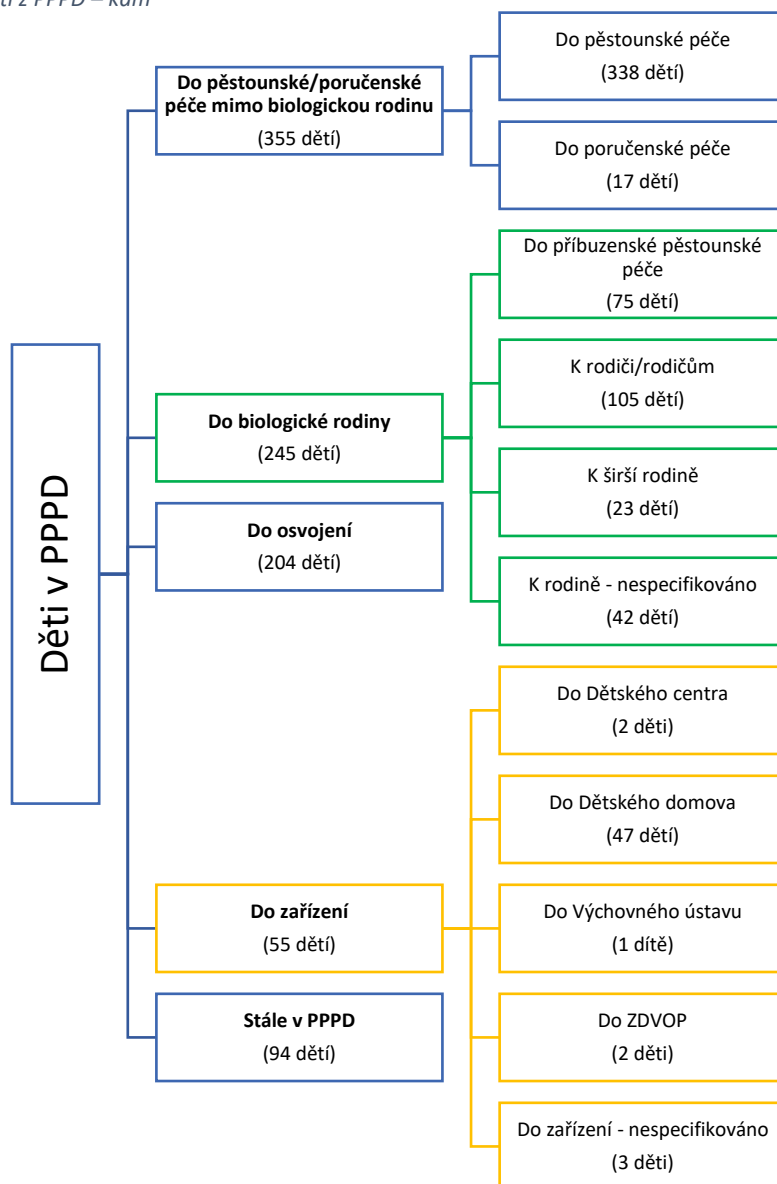 z PPPD – kam
Do pěstounské/poručenské
péče mimo biologickou rodinu
(355 dětí)
Do pěstounské péče
(338 dětí)
Do poručenské péče
(17 dětí)
Děti v PPPD
Do biologické rodiny
(245 dětí)
Do příbuzenské pěstounské
péče
(75 dětí)
K rodiči/rodičům
(105 dětí)
K širší rodině
(23 dětí)
K rodině - nespecifikováno
(42 dětí)
Do osvojení
(204 dětí)
Do zařízení
(55 dětí)
Do Dětského centra
(2 děti)
Do Dětského domova
(47 dětí)
Do Výchovného ústavu
(1 dítě)
Do ZDVOP
(2 děti)
Do zařízení - nespecifikováno
(3 děti)
Stále v PPPD
(94 dětí)